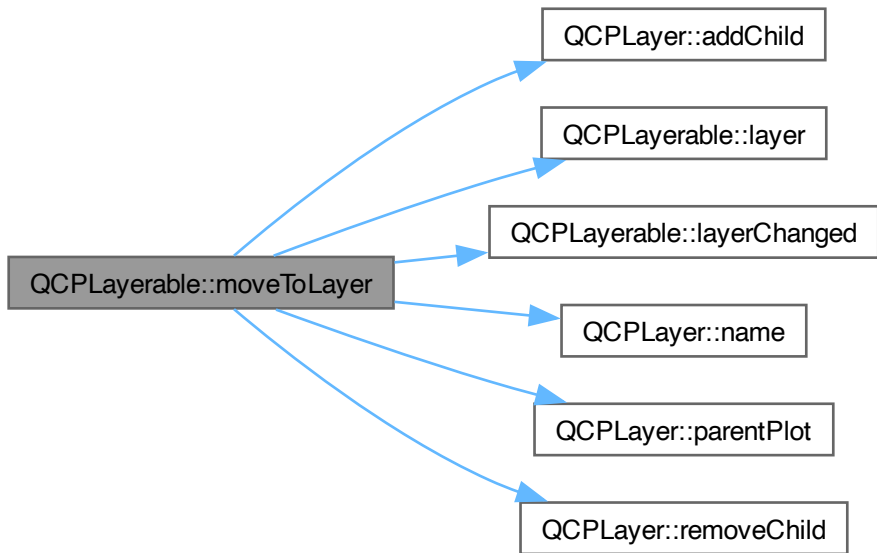 QCPLayer::addChild
QCPLayerable::layer
QCPLayerable::layerChanged
QCPLayerable::moveToLayer
QCPLayer::name
QCPLayer::parentPlot
QCPLayer::removeChild